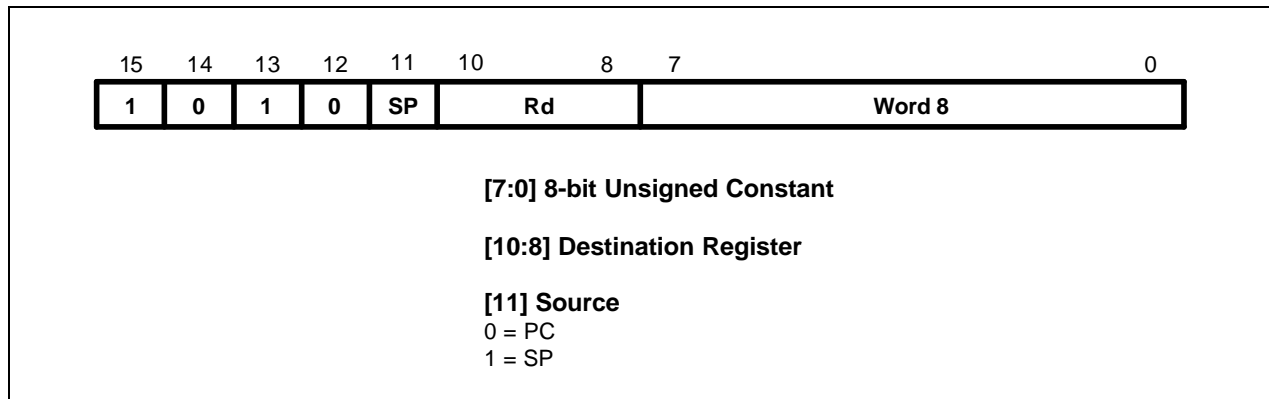 15 14 13 12 11 10 8 7 0
1 0 1 0 SP Rd Word 8
[7:0] 8-bit Unsigned Constant
[10:8] Destination Register
[11] Source
0 = PC
1 = SP